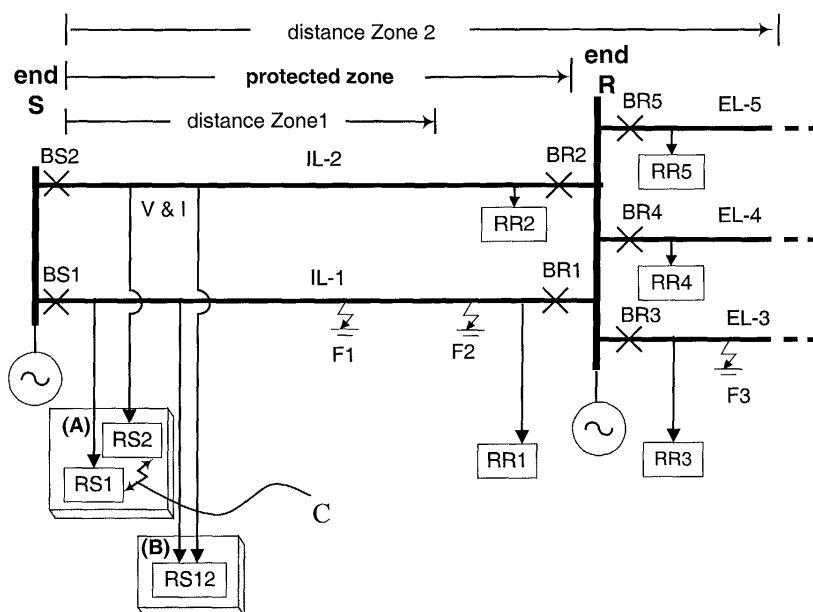 distance Zone 2
end
S
protected zone
end
R
distance Zone1
BR5
EL-5
BS2
IL-2
BR2
RR5
V & I
RR2
BR4
EL-4
BS1
IL-1
BR1
RR4
BR3
EL-3
F1
F2
F3
(A)
RS2
RS1
RR1
RR3
C
(B)
RS12